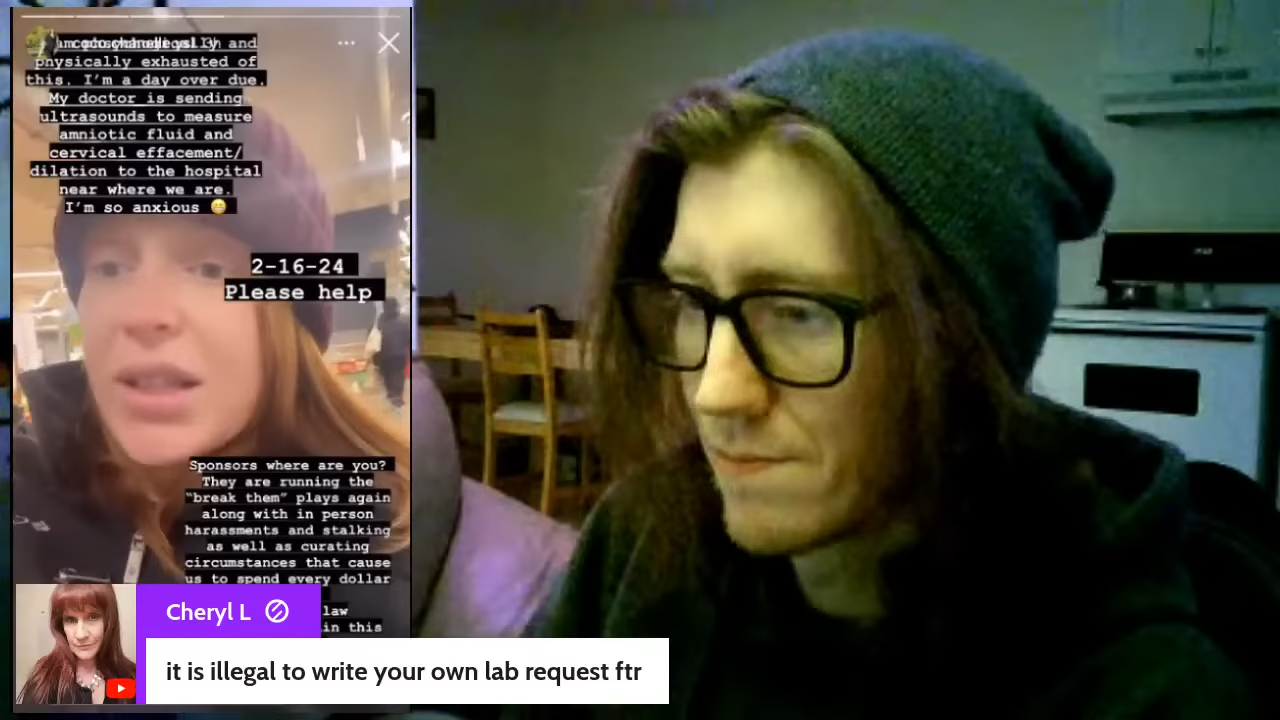 physically exhausted of
this. I'm a day over due.
My doctor is sending
ultrasounds to measure
amniotic fluid and
cervical effacement/
dilation to the hospital
near where we are.
I'm so anxious 😁
2-16-24
Please help
Sponsors where are you?
They are running the
"break them" plays again
along with in person
harassments and stalking
as well as curating
circumstances that cause
us to spend every dollar
law
in this
Cheryl L
it is illegal to write your own lab request ftr